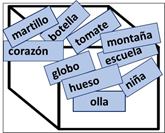 martillo
botella
tomate
montaña
corazón
escuela
globo
hueso
niña
olla